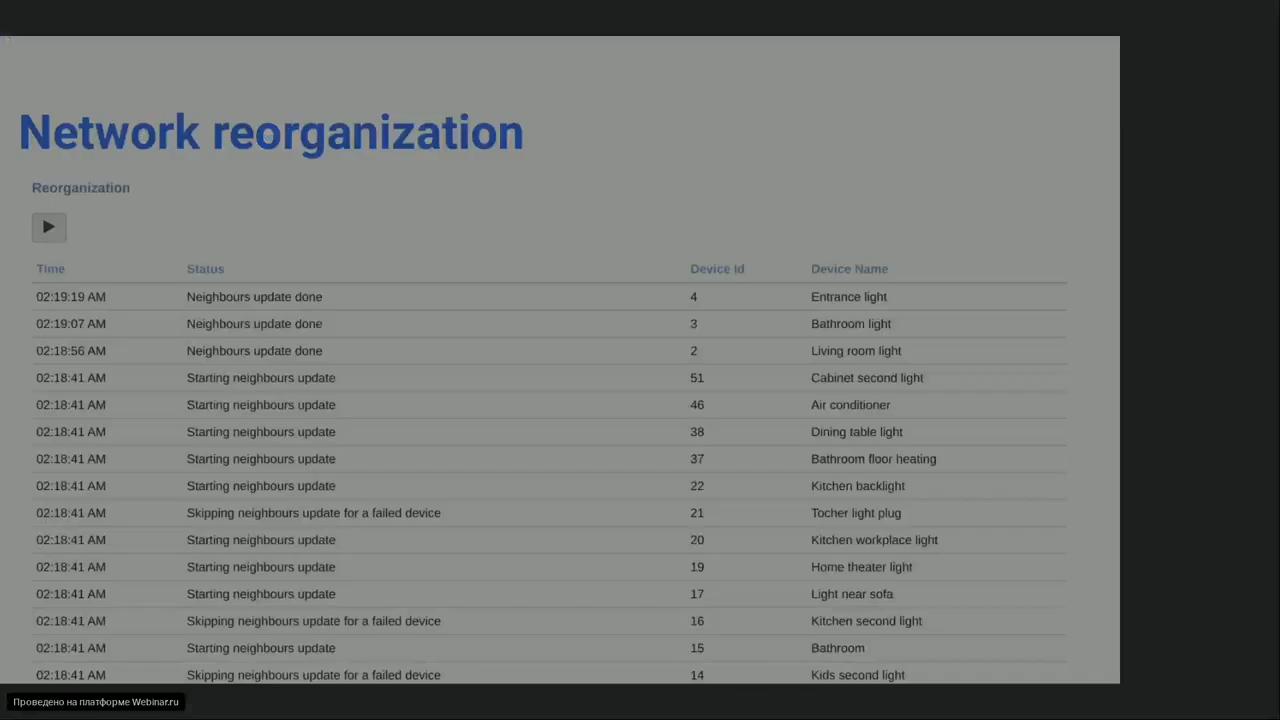 Network reorganization
Reorganization
Time Status Device Id Device Name
02:19:19 AM Neighbours update done 4 Entrance light
02:19:07 AM Neighbours update done 3 Bathroom light
02:18:56 AM Neighbours update done 2 Living room light
02:18:41 AM Starting neighbours update 51 Cabinet second light
02:18:41 AM Starting neighbours update 46 Air conditioner
02:18:41 AM Starting neighbours update 38 Dining table light
02:18:41 AM Starting neighbours update 37 Bathroom floor heating
02:18:41 AM Starting neighbours update 22 Kitchen backlight
02:18:41 AM Skipping neighbours update for a failed device 21 Tocher light plug
02:18:41 AM Starting neighbours update 20 Kitchen workplace light
02:18:41 AM Starting neighbours update 19 Home theater light
02:18:41 AM Starting neighbours update 17 Light near sofa
02:18:41 AM Skipping neighbours update for a failed device 16 Kitchen second light
02:18:41 AM Starting neighbours update 15 Bathroom
02:18:41 AM Skipping neighbours update for a failed device 14 Kids second light
Проведено на платформе Webinar.ru